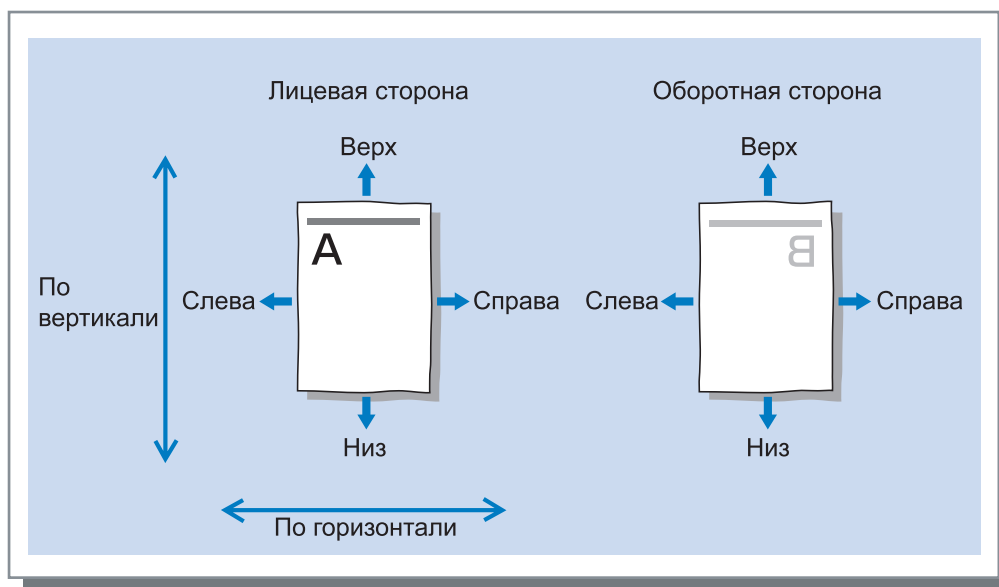 Лицевая сторона
Оборотная сторона
Верх
Верх
A
B
По
вертикали
Слева
Справа
Слева
Справа
Низ
Низ
По горизонтали